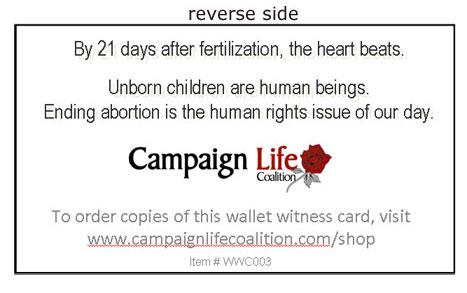 reverse side
By 21 days after fertilization, the heart beats.
Unborn children are human beings.
Ending abortion is the human rights issue of our day.
Campaign Life
Coalition
To order copies of this wallet witness card, visit
www.campaignlifecoalition.com/shop
Item # WWC003